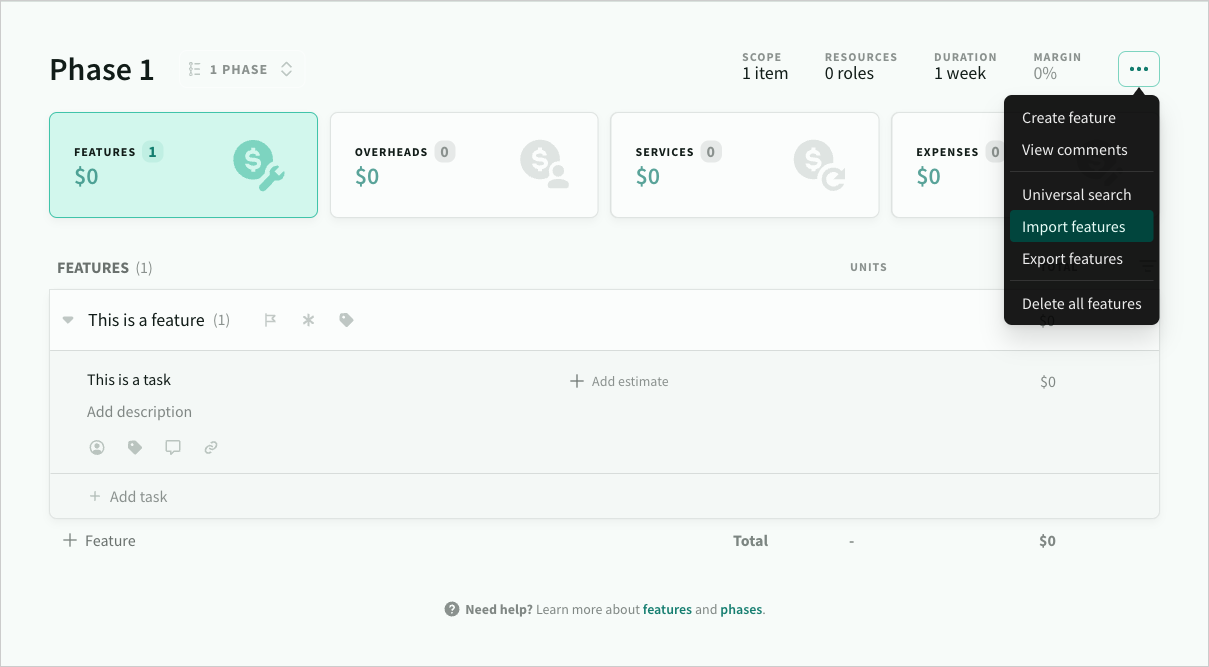 Phase 1
1 PHASE
SCOPE
1 item
RESOURCES
0 roles
DURATION
1 week
MARGIN
0%
FEATURES 1
$0
OVERHEADS 0
$0
SERVICES 0
$0
EXPENSES 0
$0
Create feature
View comments
Universal search
Import features
Export features
Delete all features
FEATURES (1)
UNITS
TOTAL
This is a feature (1)
$0
This is a task
Add estimate
$0
Add description
Add task
Feature
Total
-
$0
Need help? Learn more about features and phases.